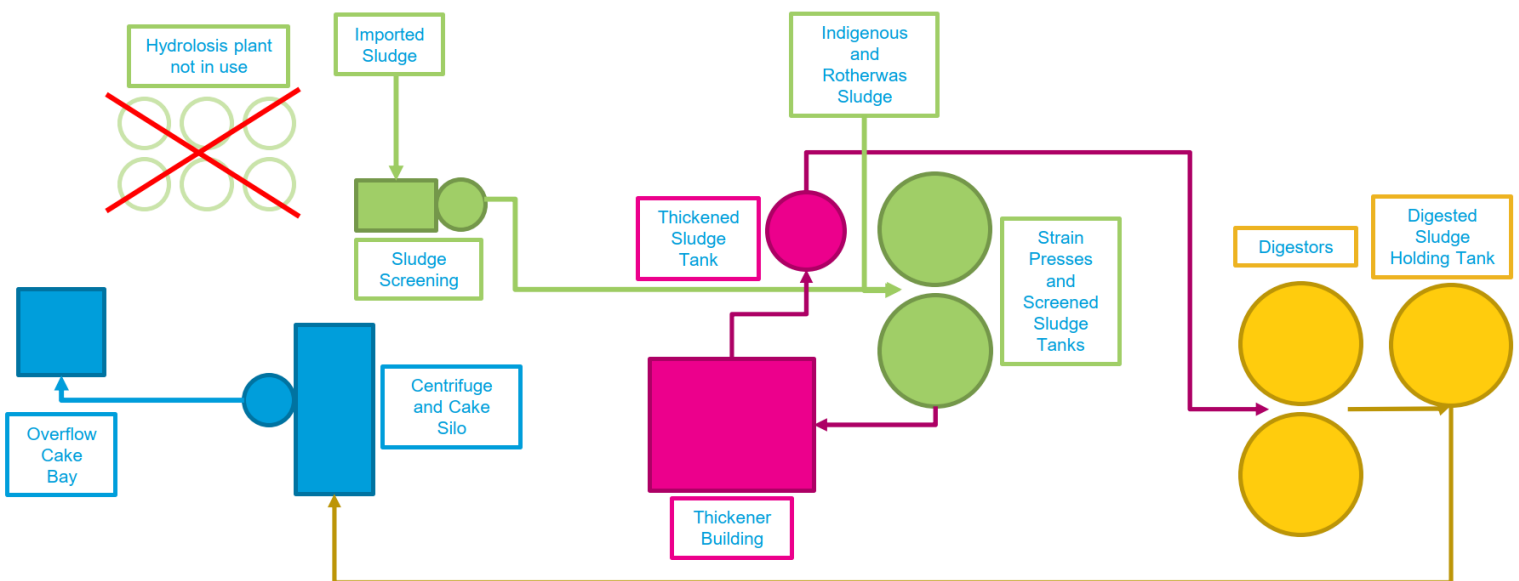 Hydrolosis plant
not in use
Imported
Sludge
Indigenous
and
Rotherwas
Sludge
Thickened
Sludge
Tank
Strain
Presses
and
Screened
Sludge
Tanks
Digestors
Digested
Sludge
Holding Tank
Sludge
Screening
Centrifuge
and Cake
Silo
Overflow
Cake
Bay
Thickener
Building